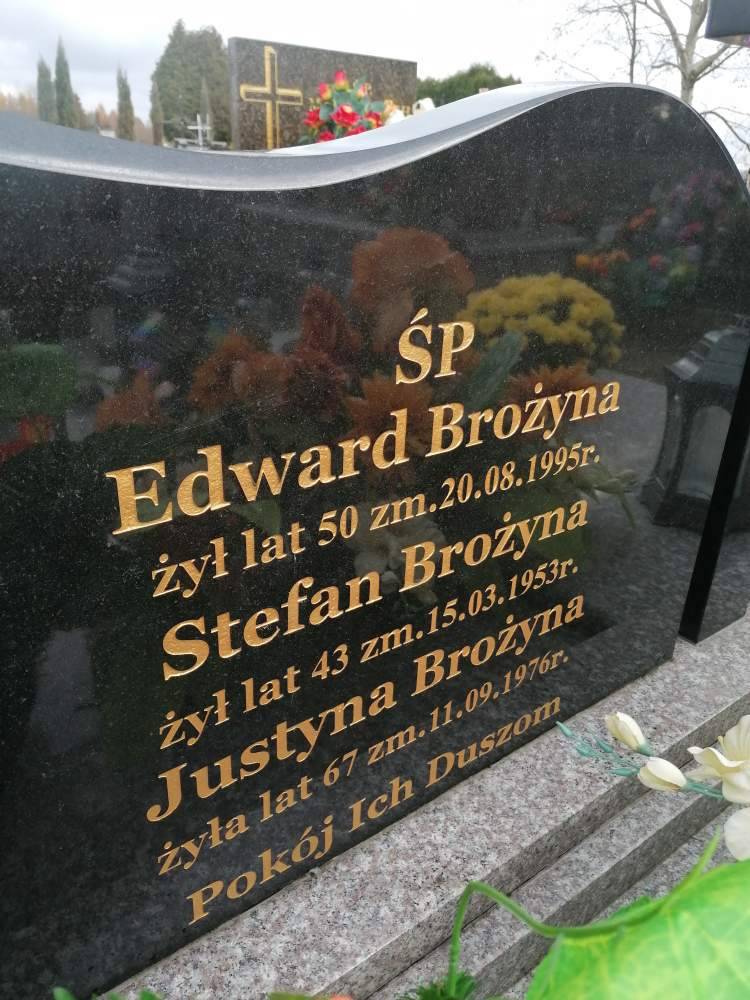 ŚP
Edward Brożyna
żył lat 50 zm.20.08.1995r.
Stefan Brożyna
żył lat 43 zm.15.03.1953r.
Justyna Brożyna
żyła lat 67 zm.11.09.1976r.
Pokój Ich Duszom